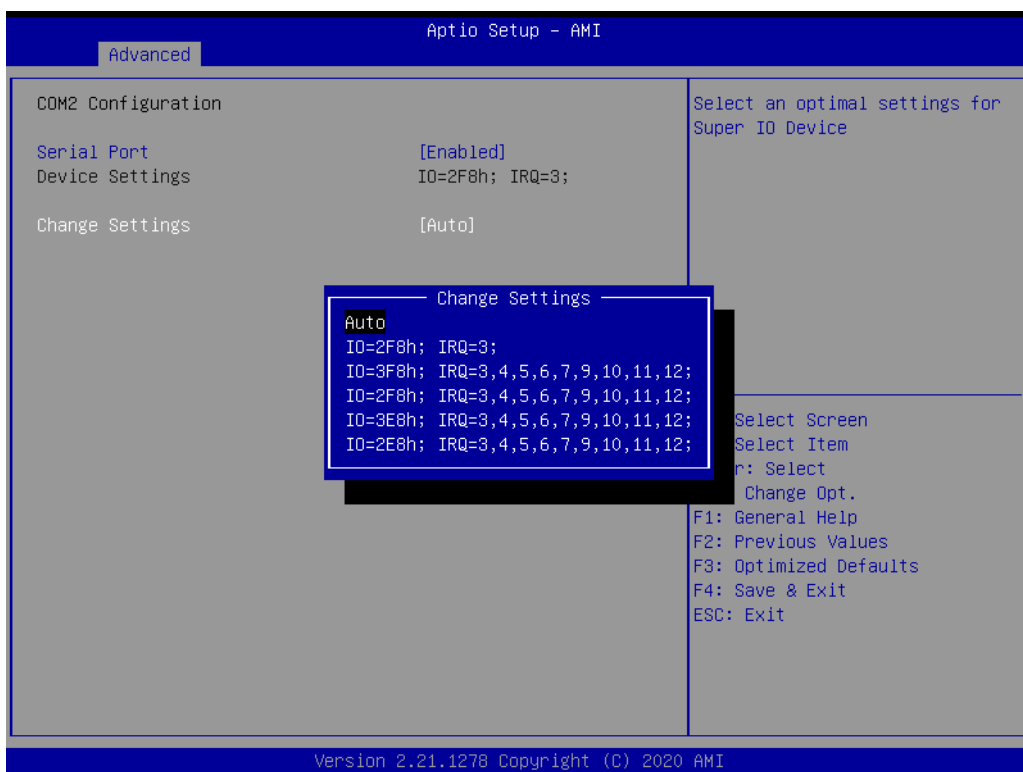 Aptio Setup – AMI
Advanced
COM2 Configuration
Serial Port [Enabled]
Device Settings IO=2F8h; IRQ=3;
Change Settings [Auto]
Select an optimal settings for
Super IO Device
Change Settings
Auto
IO=2F8h; IRQ=3;
IO=3F8h; IRQ=3,4,5,6,7,9,10,11,12;
IO=2F8h; IRQ=3,4,5,6,7,9,10,11,12;
IO=3E8h; IRQ=3,4,5,6,7,9,10,11,12;
IO=2E8h; IRQ=3,4,5,6,7,9,10,11,12;
Select Screen
Select Item
r: Select
Change Opt.
F1: General Help
F2: Previous Values
F3: Optimized Defaults
F4: Save & Exit
ESC: Exit
Version 2.21.1278 Copyright (C) 2020 AMI